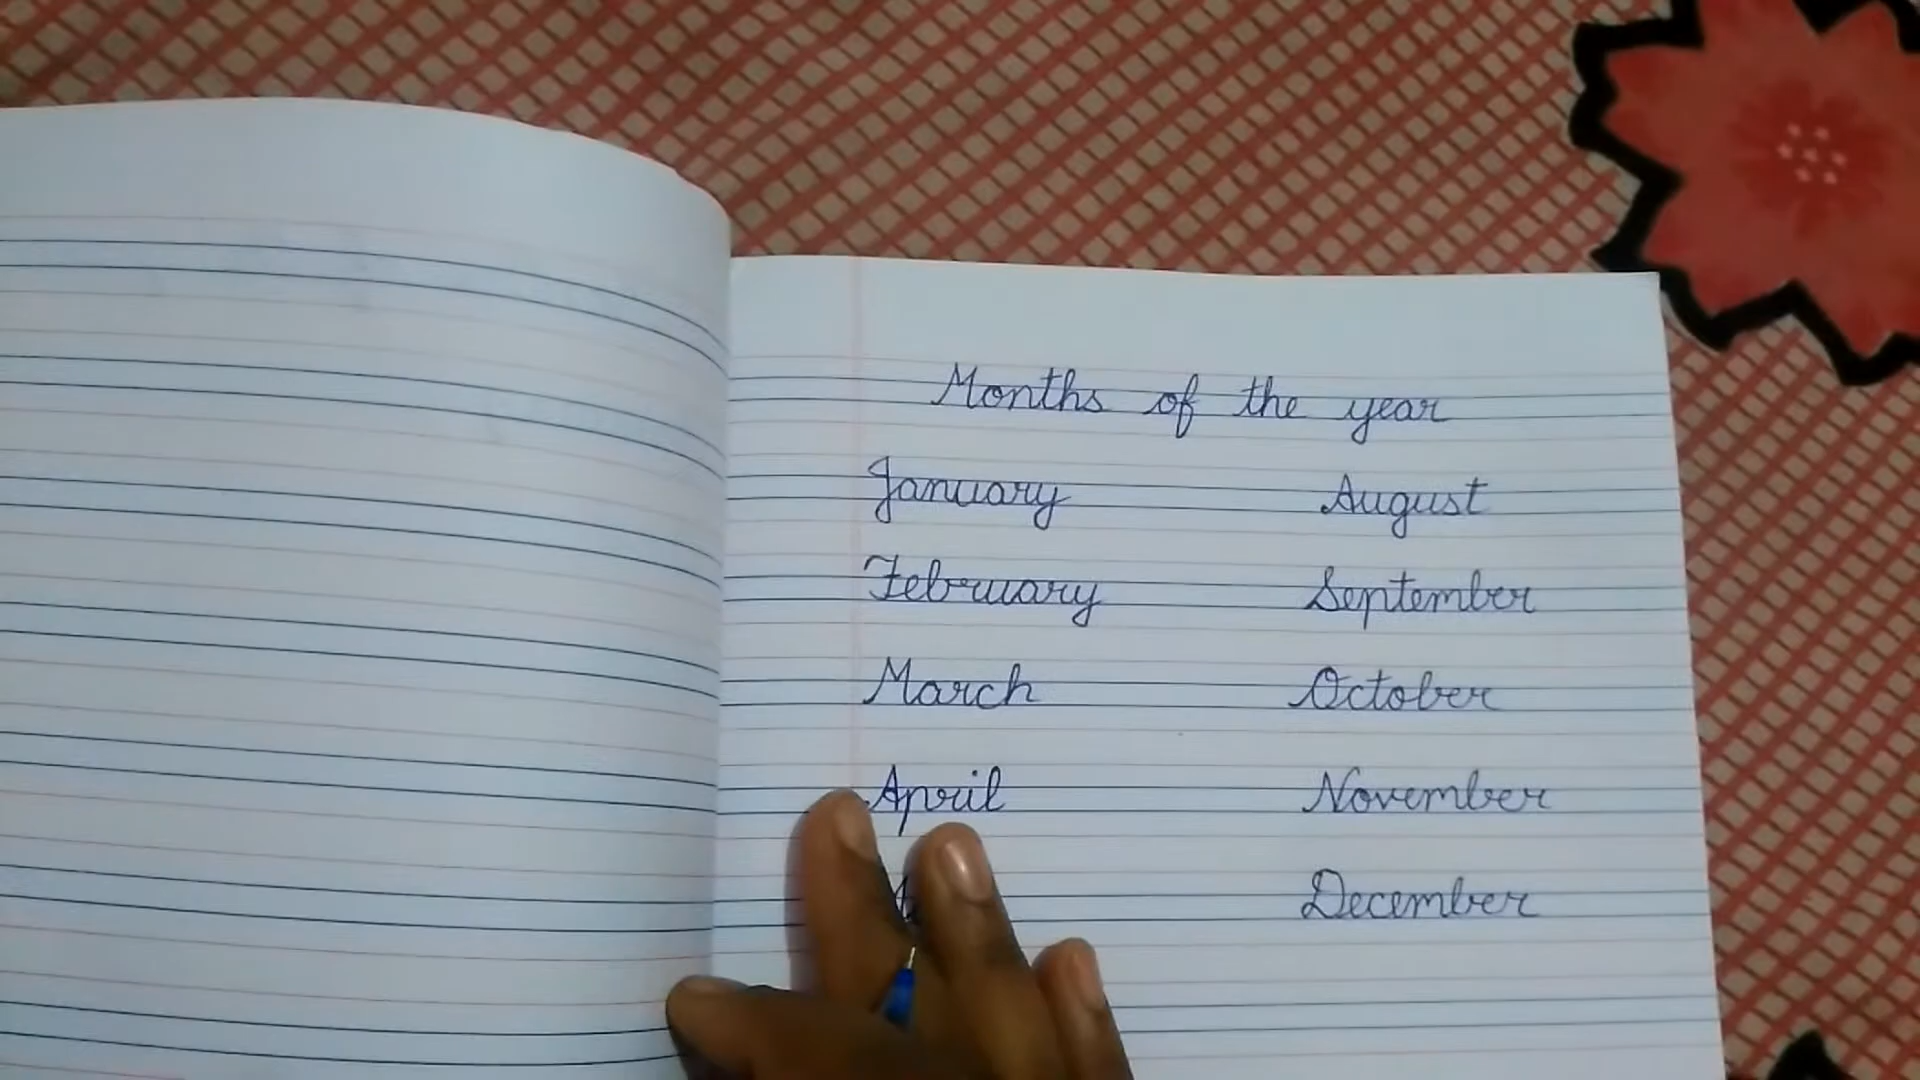 Months of the year
January August
February September
March October
April November
December